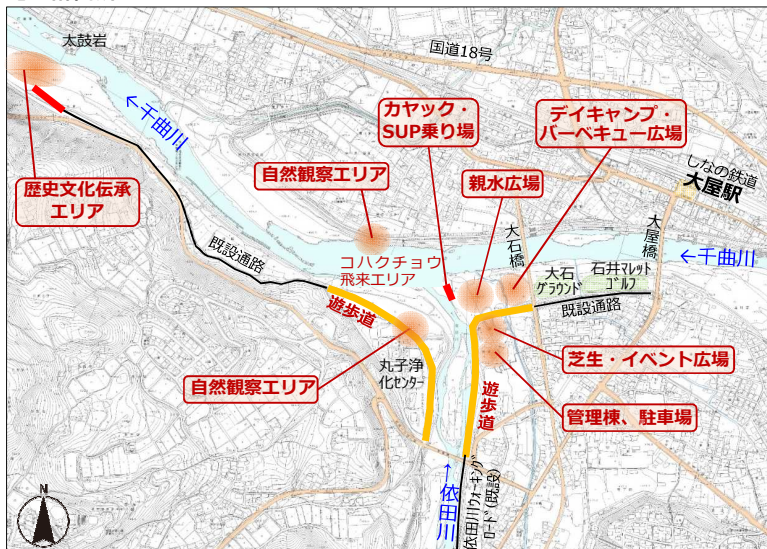 太鼓岩
国道18号
←千曲川
カヤック・
SUP乗り場
デイキャンプ・
バーベキュー広場
しなの鉄道
大屋駅
歴史文化伝承
エリア
自然観察エリア
親水広場
大石橋
大屋橋
←千曲川
既設通路
コハクチョウ
飛来エリア
大石
グラウンド
石井マレット
ゴルフ
既設通路
遊歩道
丸子浄
化センター
自然観察エリア
芝生・イベント広場
遊歩道
管理棟、駐車場
←依田川
依田川ウォーキング
ロード(既設)
N